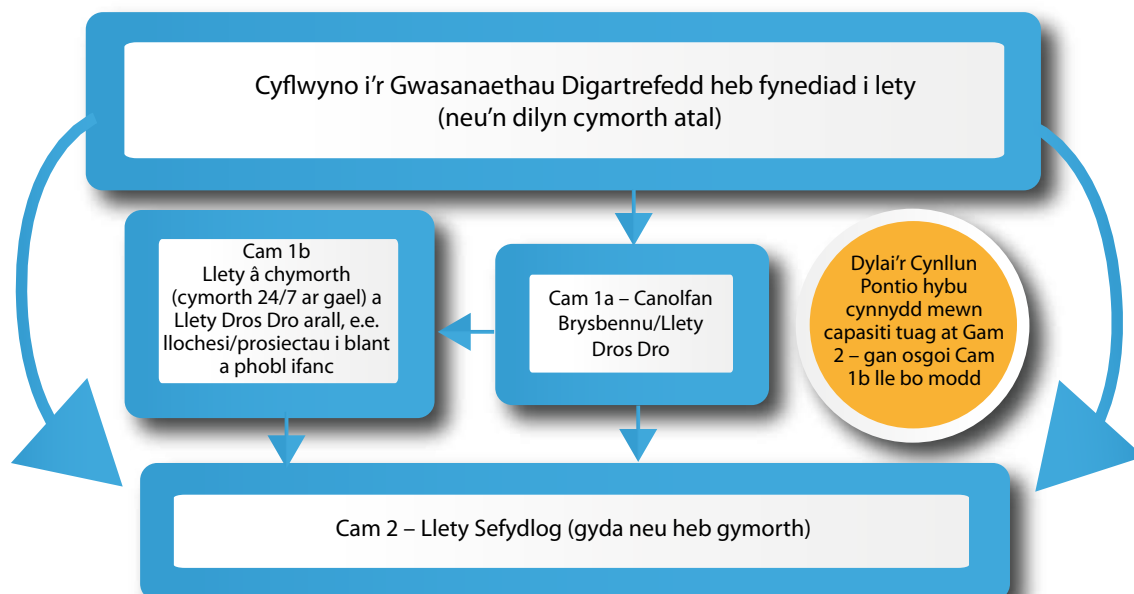 Cyflwyno i'r Gwasanaethau Digartrefedd heb fynediad i lety
(neu'n dilyn cymorth atal)
Cam 1b
Llety â chymorth
(cymorth 24/7 ar gael) a
Llety Dros Dro arall, e.e.
llochesi/prosiectau i blant
a phobl ifanc
Cam 1a – Canolfan
Brysbennu/Llety
Dros Dro
Dylai'r Cynllun
Pontio hybu
cynnydd mewn
capasiti tuag at Gam
2 – gan osgoi Cam
1b lle bo modd
Cam 2 – Llety Sefydlog (gyda neu heb gymorth)